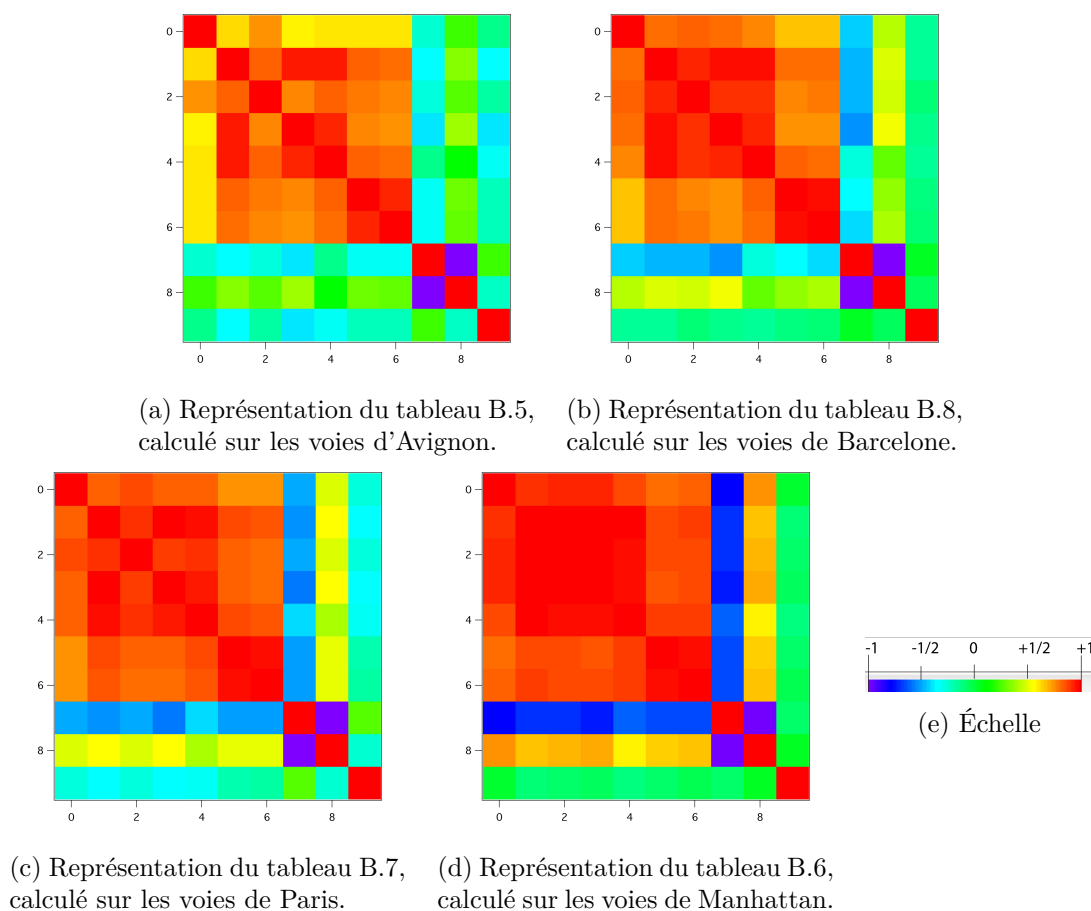 0
2
4
6
8
0 2 4 6 8
0
2
4
6
8
0 2 4 6 8
(a) Représentation du tableau B.5,
calculé sur les voies d'Avignon.
(b) Représentation du tableau B.8,
calculé sur les voies de Barcelone.
0
2
4
6
8
0 2 4 6 8
0
2
4
6
8
0 2 4 6 8
-1 -1/2 0 +1/2 +1
(e) Échelle
(c) Représentation du tableau B.7,
calculé sur les voies de Paris.
(d) Représentation du tableau B.6,
calculé sur les voies de Manhattan.